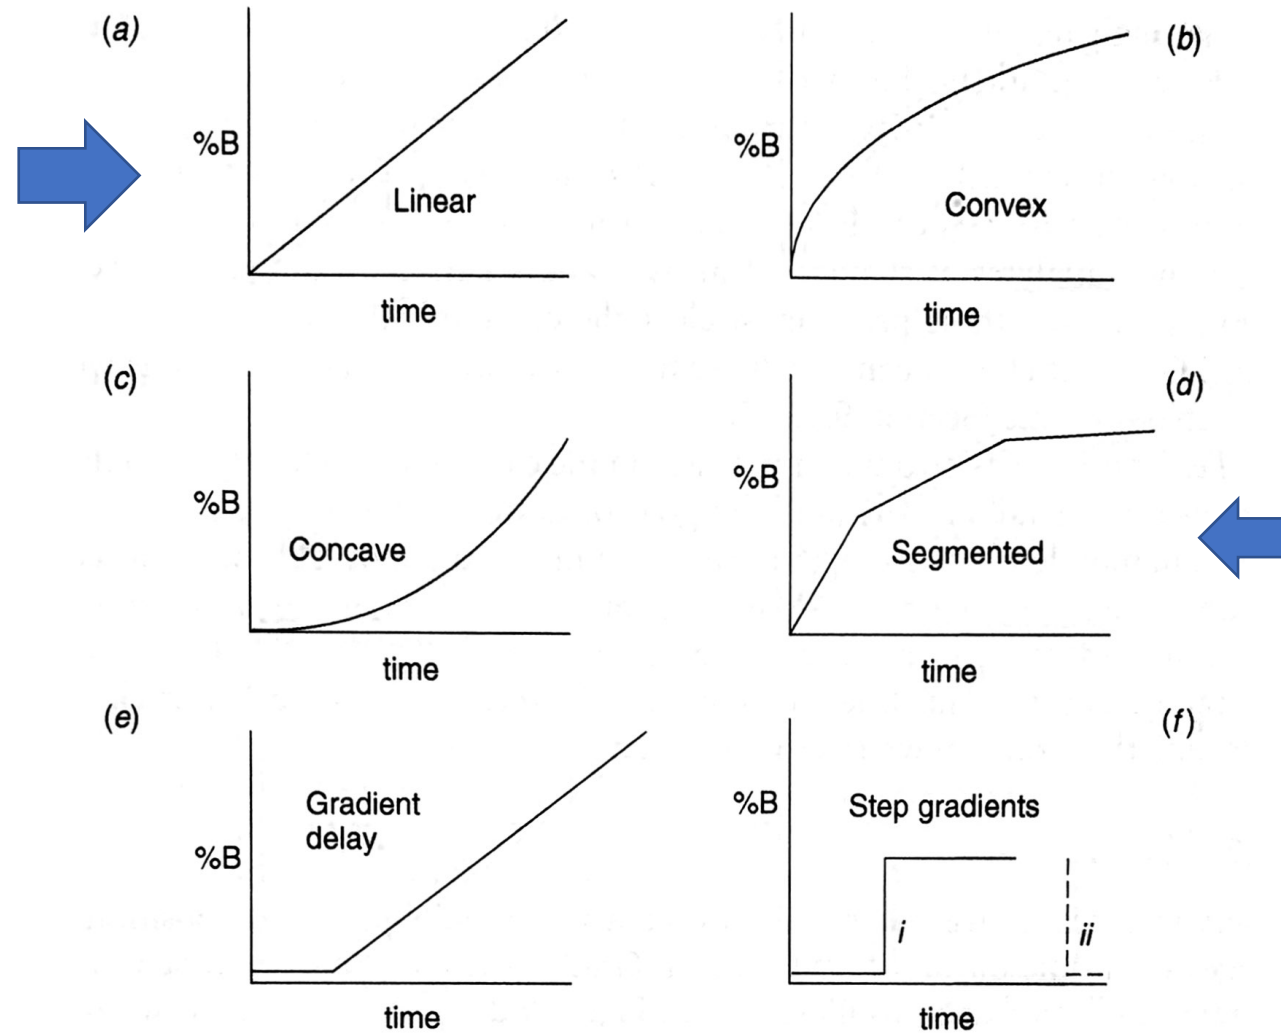 (a)
%B
Linear
time
(b)
%B
Convex
time
(c)
%B
Concave
time
(d)
%B
Segmented
time
(e)
Gradient
delay
%B
time
(f)
%B
Step gradients
i
ii
time